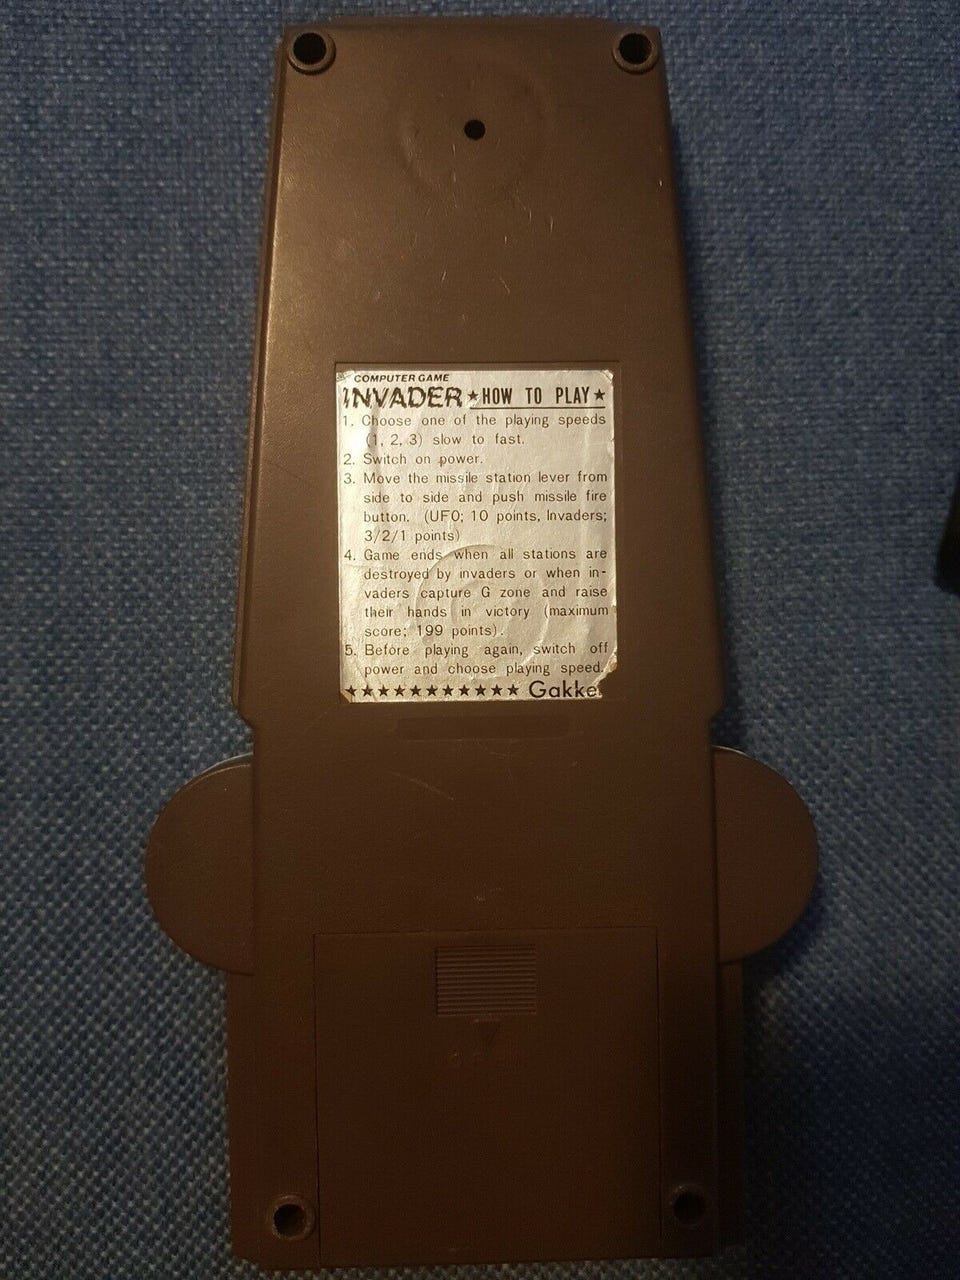 COMPUTER GAME
INVADER ★HOW TO PLAY★
1. Choose one of the playing speeds
(1, 2, 3) slow to fast.
2. Switch on power.
3. Move the missile station lever from
side to side and push missile fire
button. (UFO; 10 points, Invaders;
3/2/1 points)
4. Game ends when all stations are
destroyed by invaders or when in-
vaders capture G zone and raise
their hands in victory (maximum
score; 199 points).
5. Before playing again, switch off
power and choose playing speed.
★★★★★★★★★★★ Gakke